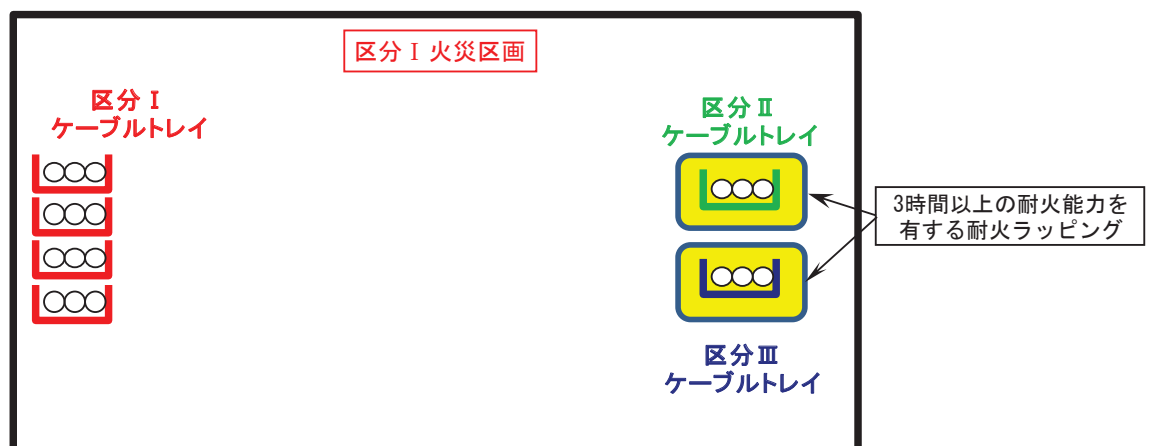 区分Ⅰ 火災区画
区分Ⅰ
ケーブルトレイ
区分Ⅱ
ケーブルトレイ
3時間以上の耐火能力を
有する耐火ラッピング
区分Ⅲ
ケーブルトレイ